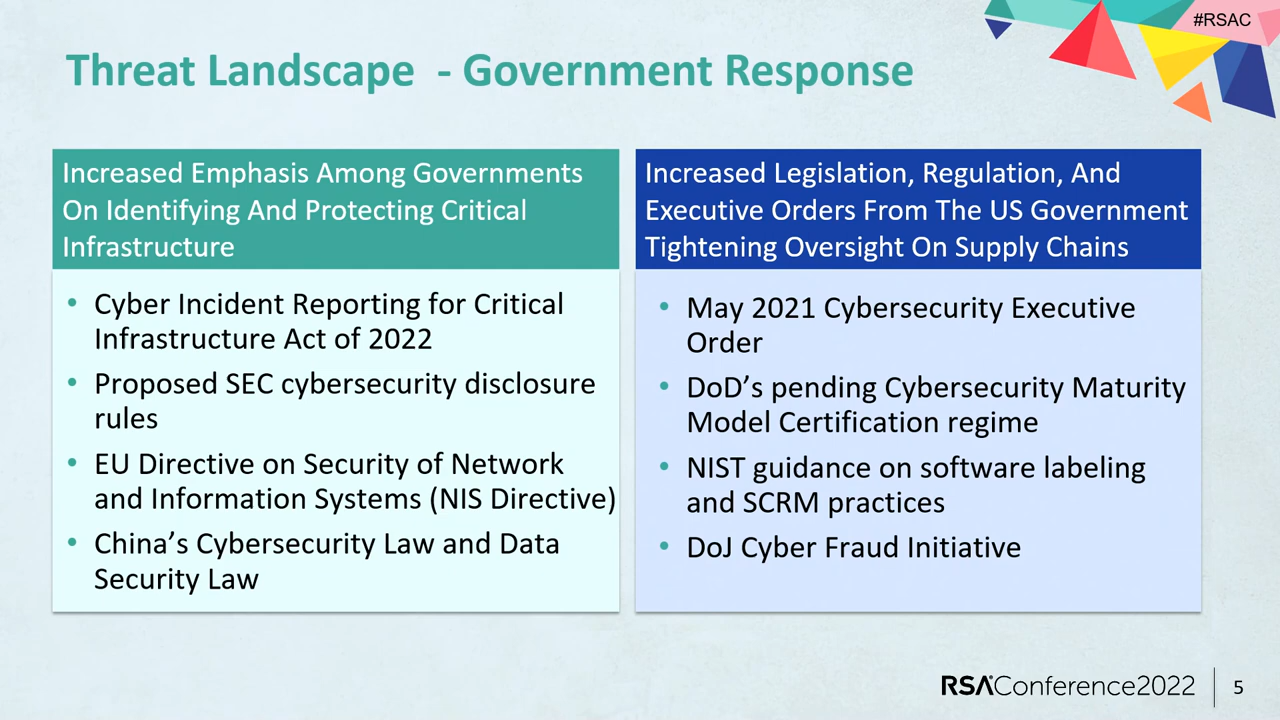 #RSAC
Threat Landscape - Government Response
Increased Emphasis Among Governments
On Identifying And Protecting Critical
Infrastructure
• Cyber Incident Reporting for Critical
Infrastructure Act of 2022
• Proposed SEC cybersecurity disclosure
rules
• EU Directive on Security of Network
and Information Systems (NIS Directive)
• China’s Cybersecurity Law and Data
Security Law
Increased Legislation, Regulation, And
Executive Orders From The US Government
Tightening Oversight On Supply Chains
• May 2021 Cybersecurity Executive
Order
• DoD’s pending Cybersecurity Maturity
Model Certification regime
• NIST guidance on software labeling
and SCRM practices
• DoJ Cyber Fraud Initiative
RSAConference2022
5